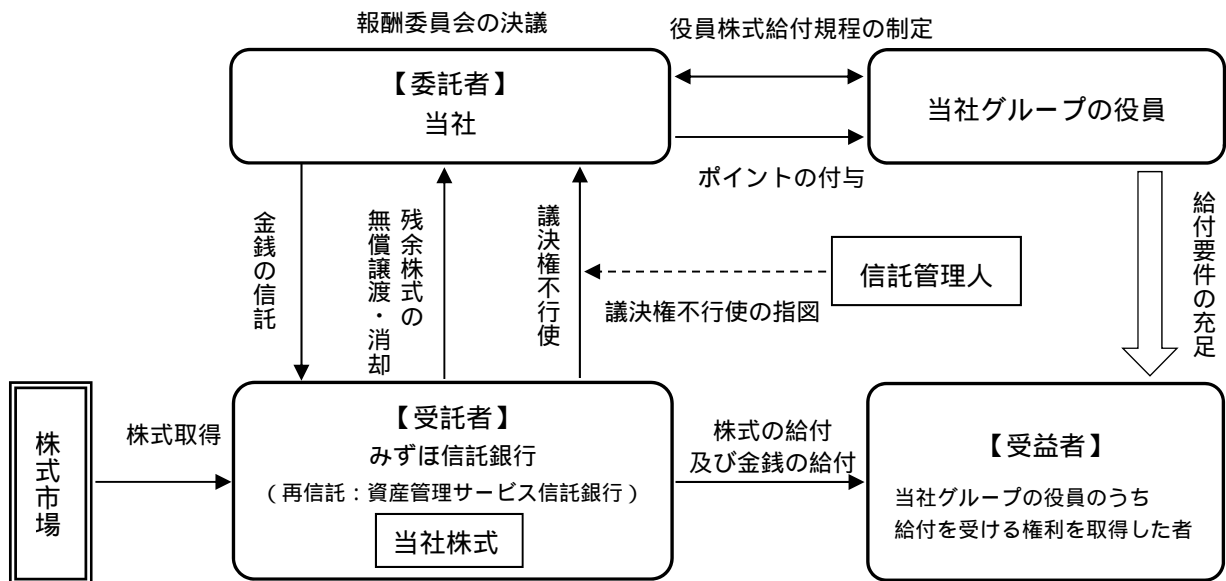 報酬委員会の決議
役員株式給付規程の制定
【委託者】
当社
当社グループの役員
ポイントの付与
金銭の信託
残余株式の
無償譲渡・消却
議決権不行使
信託管理人
議決権不行使の指図
給付要件の充足
株式市場
株式取得
【受託者】
みずほ信託銀行
(再信託:資産管理サービス信託銀行)
当社株式
株式の給付
及び金銭の給付
【受益者】
当社グループの役員のうち
給付を受ける権利を取得した者